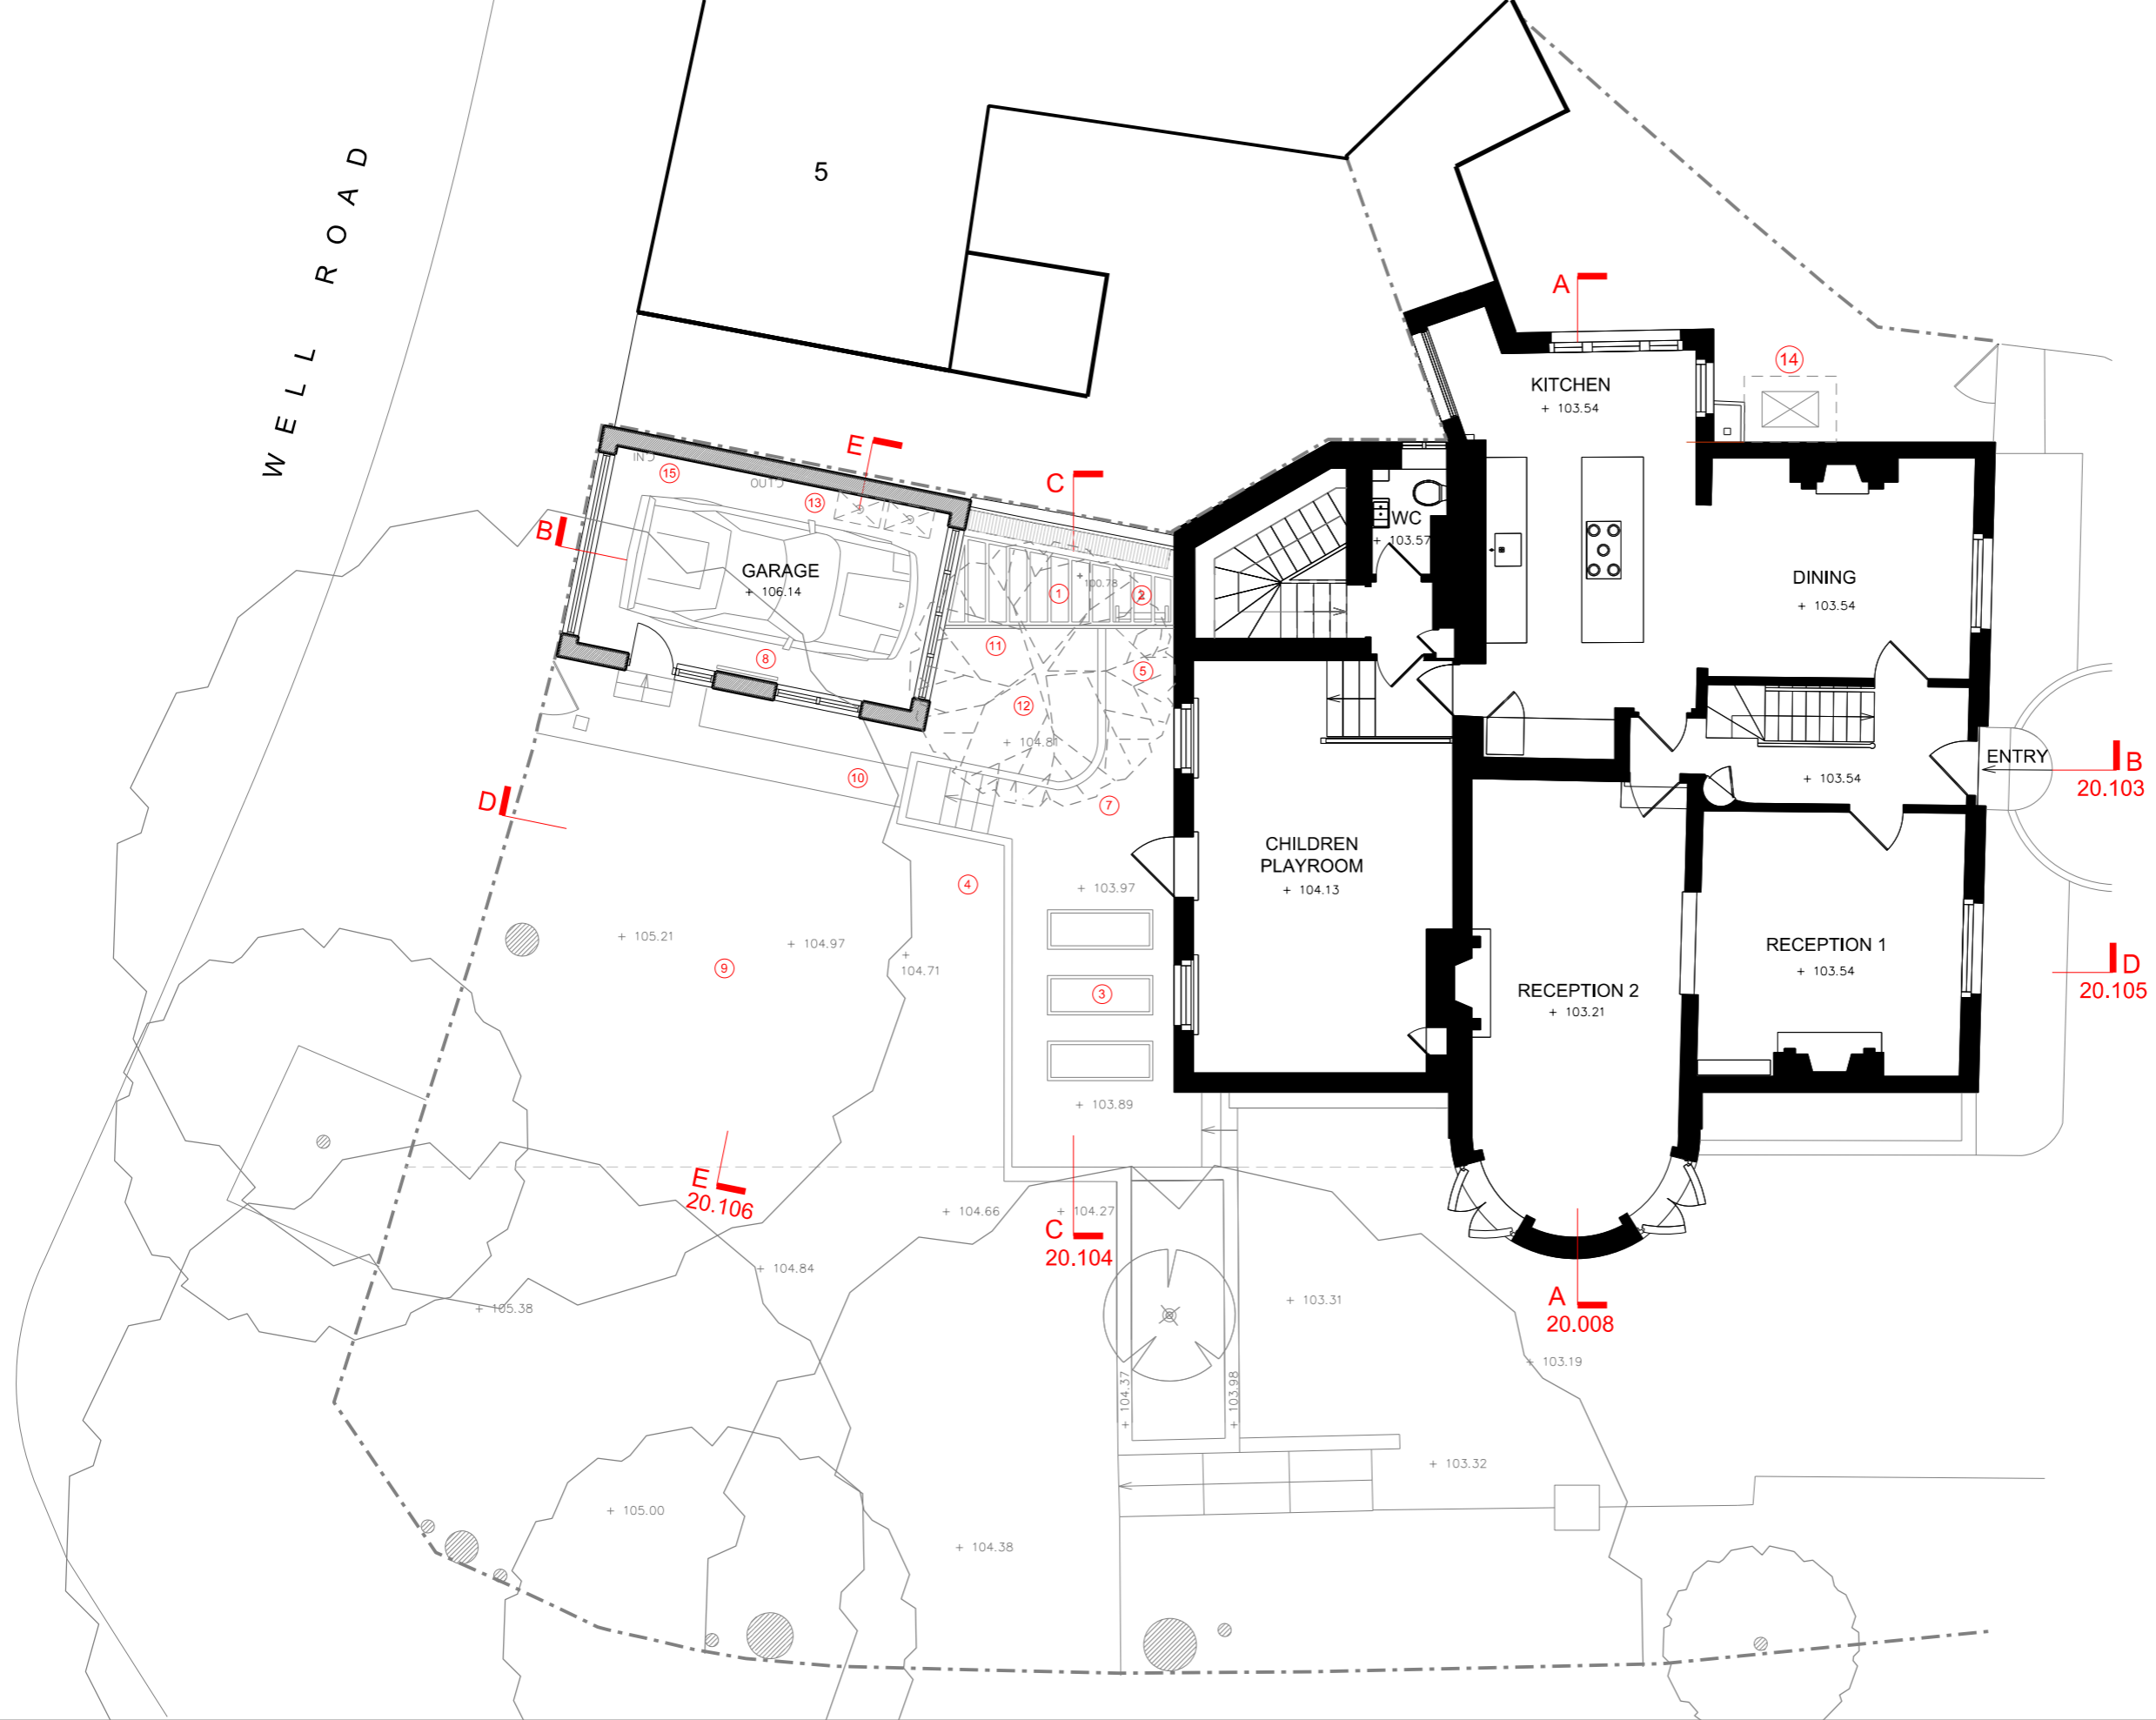 WELL ROAD
5
A
14
KITCHEN
+ 103.54
E
C
15
C/NI
13
WC
+ 103.57
B
GARAGE
+ 106.14
+ 100.78
1
2
DINING
+ 103.54
11
8
5
12
+ 104.81
10
7
D
ENTRY
+ 103.54
B
20.103
CHILDREN
PLAYROOM
+ 104.13
4
+ 103.97
+ 105.21
+ 104.97
+ 104.71
9
3
RECEPTION 2
+ 103.21
RECEPTION 1
+ 103.54
D
20.105
+ 103.89
E
20.106
+ 104.66
+ 104.27
C
20.104
+ 104.84
+ 105.38
+ 103.31
A
20.008
+ 103.19
+ 104.37
+ 103.98
+ 103.32
+ 105.00
+ 104.38